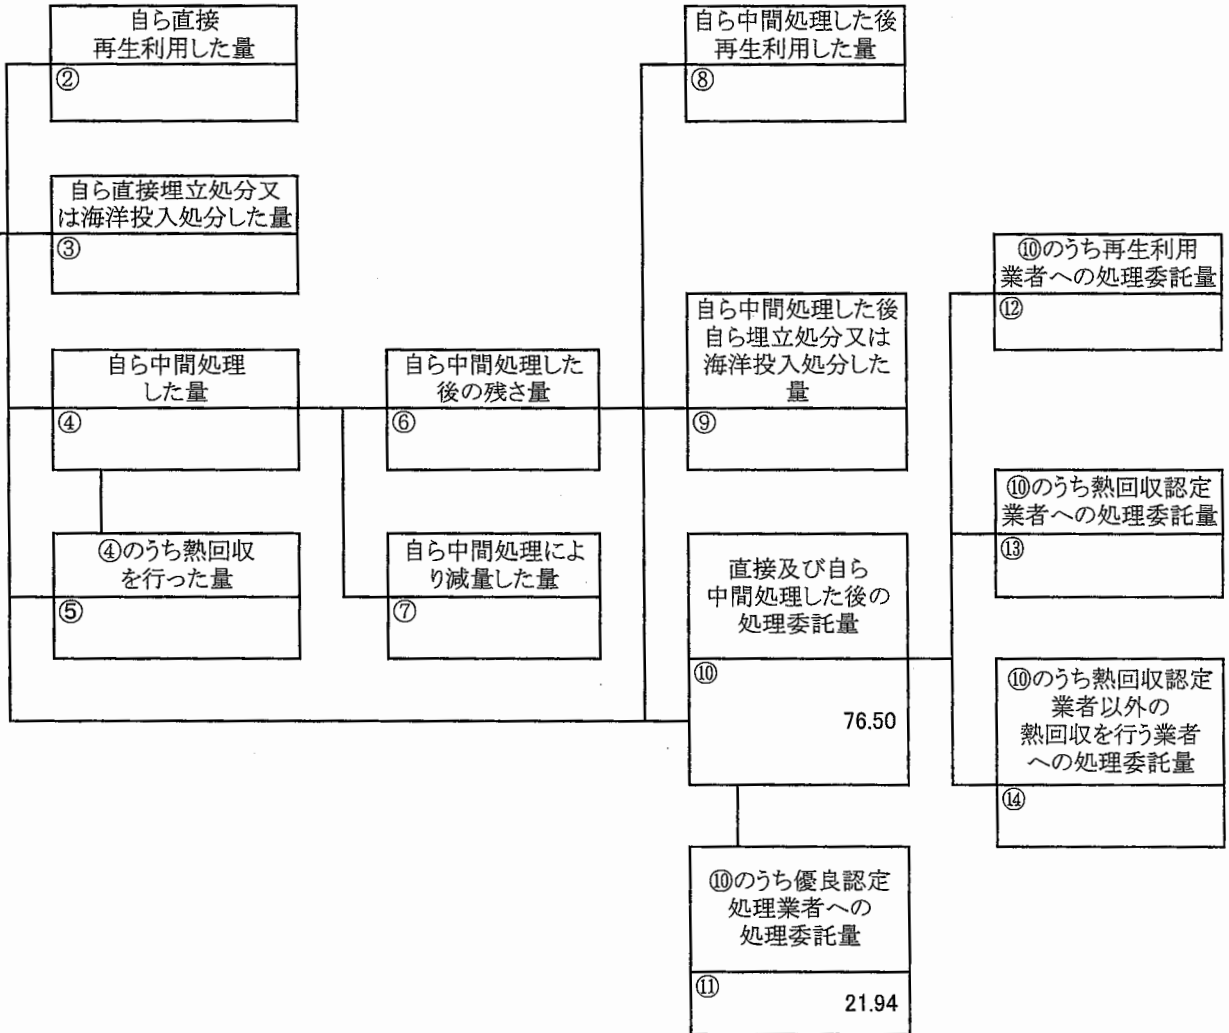 自ら直接
再生利用した量
②
自ら直接埋立処分又
は海洋投入処分した量
③
自ら中間処理
した量
④
④のうち熱回収
を行った量
⑤
自ら中間処理した
後の残さ量
⑥
自ら中間処理によ
り減量した量
⑦
自ら中間処理した後
再生利用した量
⑧
自ら中間処理した後
自ら埋立処分又は
海洋投入処分した
量
⑨
直接及び自ら
中間処理した後の
処理委託量
⑩
76.50
⑩のうち優良認定
処理業者への
処理委託量
⑪
21.94
⑩のうち再生利用
業者への処理委託量
⑫
⑩のうち熱回収認定
業者への処理委託量
⑬
⑩のうち熱回収認定
業者以外の
熱回収を行う業者
への処理委託量
⑭